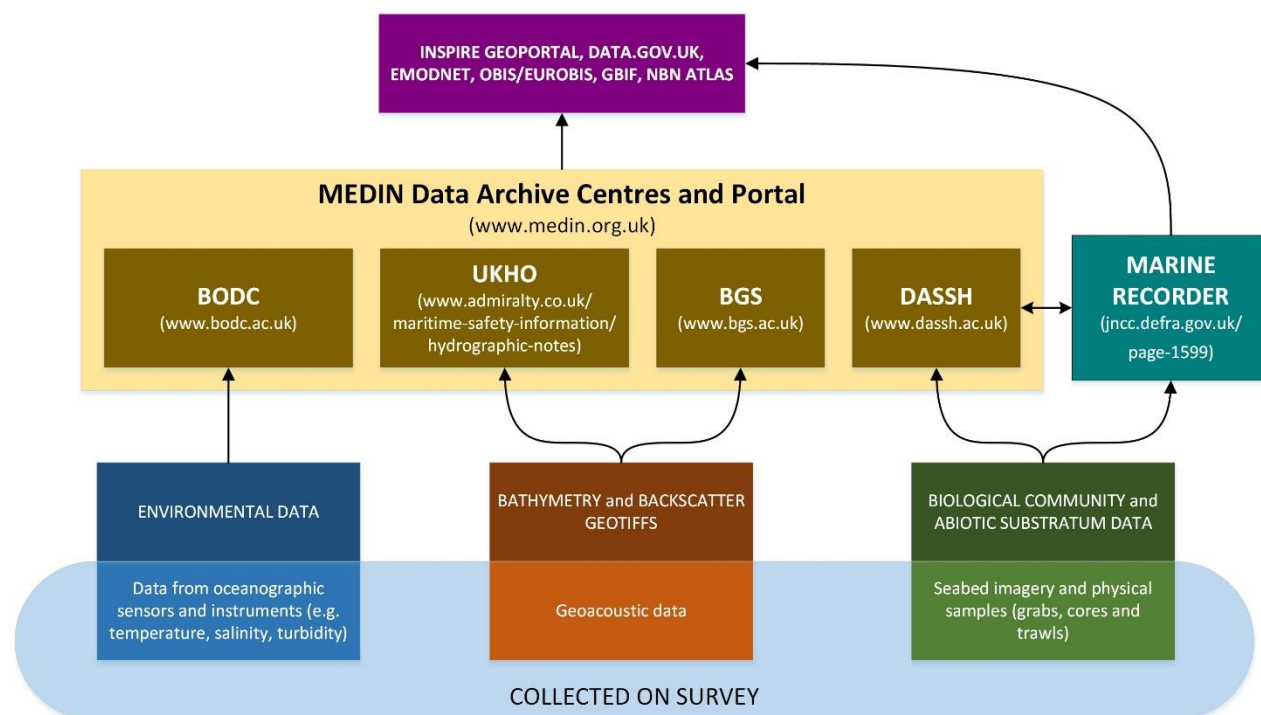 INSPIRE GEOPORTAL, DATA.GOV.UK,
EMODNET, OBIS/EUROBIS, GBIF, NBN ATLAS
MEDIN Data Archive Centres and Portal
(www.medin.org.uk)
BODC
(www.bodc.ac.uk)
UKHO
(www.admiralty.co.uk/
maritime-safety-information/
hydrographic-notes)
BGS
(www.bgs.ac.uk)
DASSH
(www.dassh.ac.uk)
MARINE
RECORDER
(jncc.defra.gov.uk/
page-1599)
ENVIRONMENTAL DATA
BATHYMETRY and BACKSCATTER
GEOTIFFS
BIOLOGICAL COMMUNITY and
ABIOTIC SUBSTRATUM DATA
Data from oceanographic
sensors and instruments (e.g.
temperature, salinity, turbidity)
Geoacoustic data
Seabed imagery and physical
samples (grabs, cores and
trawls)
COLLECTED ON SURVEY